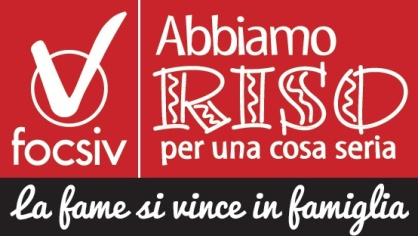 focsiv
Abbiamo
RISO
per una cosa seria
La fame si vince in famiglia